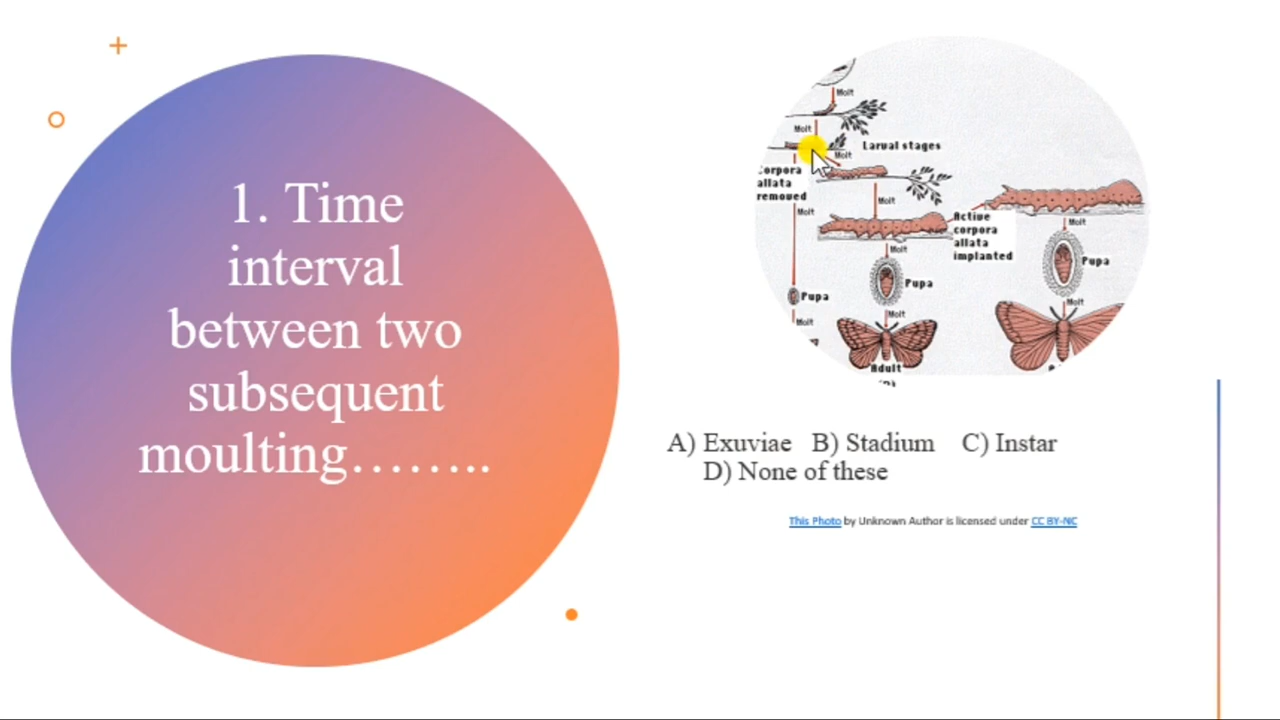 1. Time
interval
between two
subsequent
moulting……..
Molt
Molt
Larval stages
Molt
Corpora
allata
removed
Molt
Molt
Active
corpora
allata
implanted
Molt
Molt
Pupa
Pupa
Pupa
Molt
Molt
Molt
Adult
A) Exuviae B) Stadium C) Instar
D) None of these
This Photo by Unknown Author is licensed under CC BY-NC